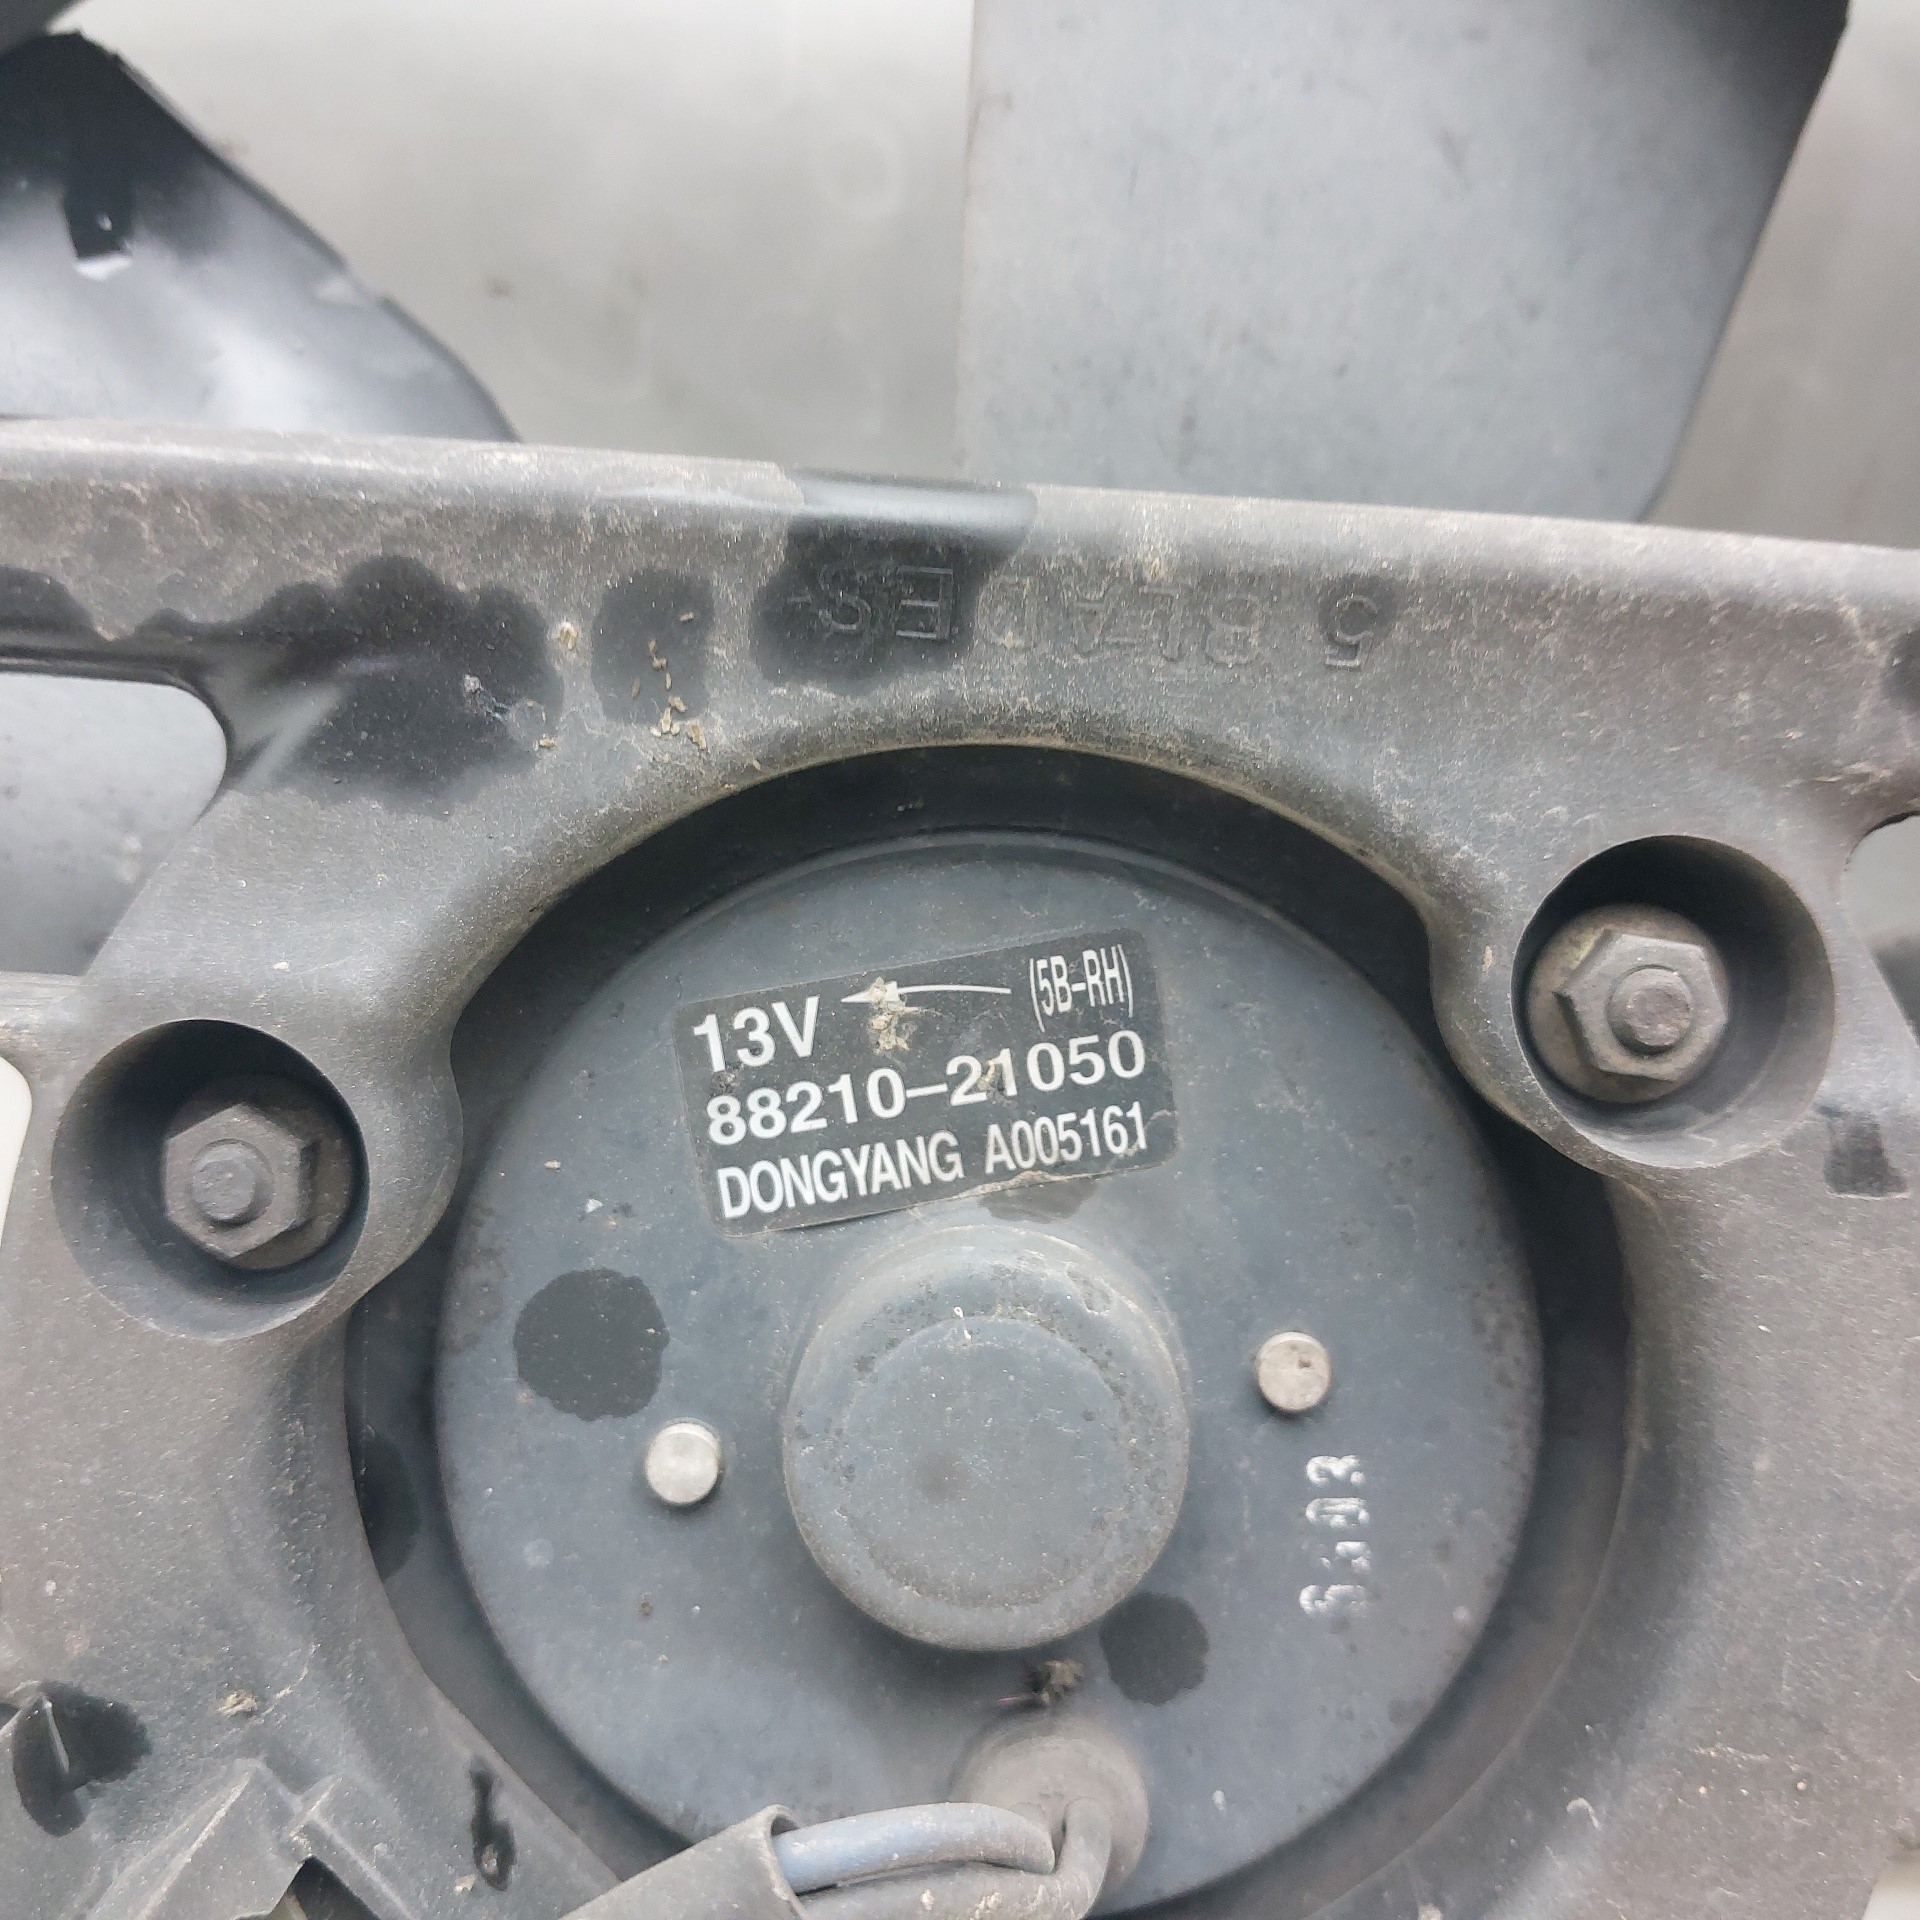 5 BLADES
13V (5B-RH)
88210-21050
DONGYANG A005161